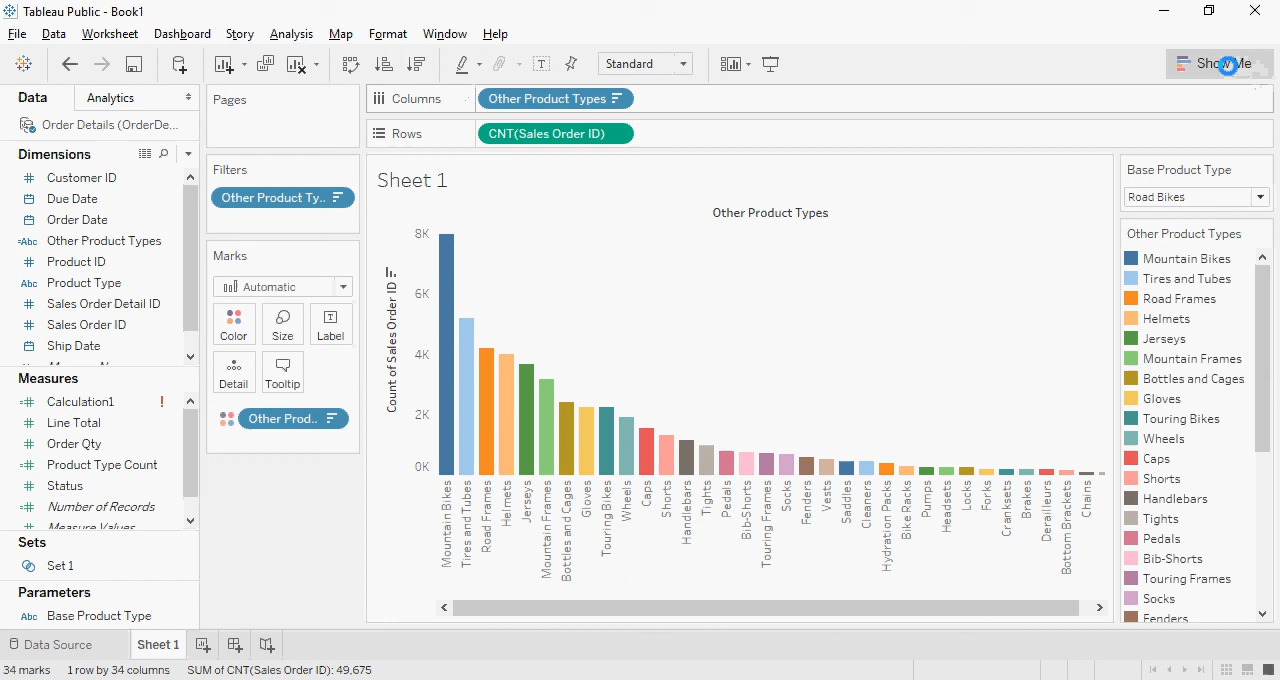 Tableau Public - Book1
File Data Worksheet Dashboard Story Analysis Map Format Window Help
Standard
Show Me
Data
Analytics
Order Details (OrderDe...
Dimensions
# Customer ID
Due Date
Order Date
=Abc Other Product Types
# Product ID
Abc Product Type
# Sales Order Detail ID
# Sales Order ID
Ship Date
Measures
=# Calculation1 !
# Line Total
# Order Qty
=# Product Type Count
# Status
=# Number of Records
# Measure Values
Sets
Set 1
Parameters
Abc Base Product Type
Pages
Filters
Other Product Ty..
Marks
Automatic
Color
Size
Label
Detail
Tooltip
Other Prod..
Columns
Other Product Types
Rows
CNT(Sales Order ID)
Sheet 1
Other Product Types
Count of Sales Order ID
8K
6K
4K
2K
0K
Mountain Bikes
Tires and Tubes
Road Frames
Helmets
Jerseys
Mountain Frames
Bottles and Cages
Gloves
Touring Bikes
Wheels
Caps
Shorts
Handlebars
Tights
Pedals
Bib-Shorts
Touring Frames
Socks
Fenders
Vests
Saddles
Cleaners
Hydration Packs
Bike Racks
Pumps
Headsets
Locks
Forks
Cranksets
Brakes
Derailleurs
Bottom Brackets
Chains
Base Product Type
Road Bikes
Other Product Types
Mountain Bikes
Tires and Tubes
Road Frames
Helmets
Jerseys
Mountain Frames
Bottles and Cages
Gloves
Touring Bikes
Wheels
Caps
Shorts
Handlebars
Tights
Pedals
Bib-Shorts
Touring Frames
Socks
Fenders
Data Source
Sheet 1
34 marks 1 row by 34 columns SUM of CNT(Sales Order ID): 49,675